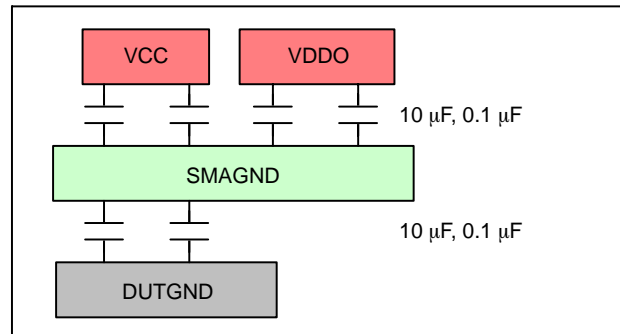 VCC
VDDO
10 μF, 0.1 μF
SMAGND
10 μF, 0.1 μF
DUTGND